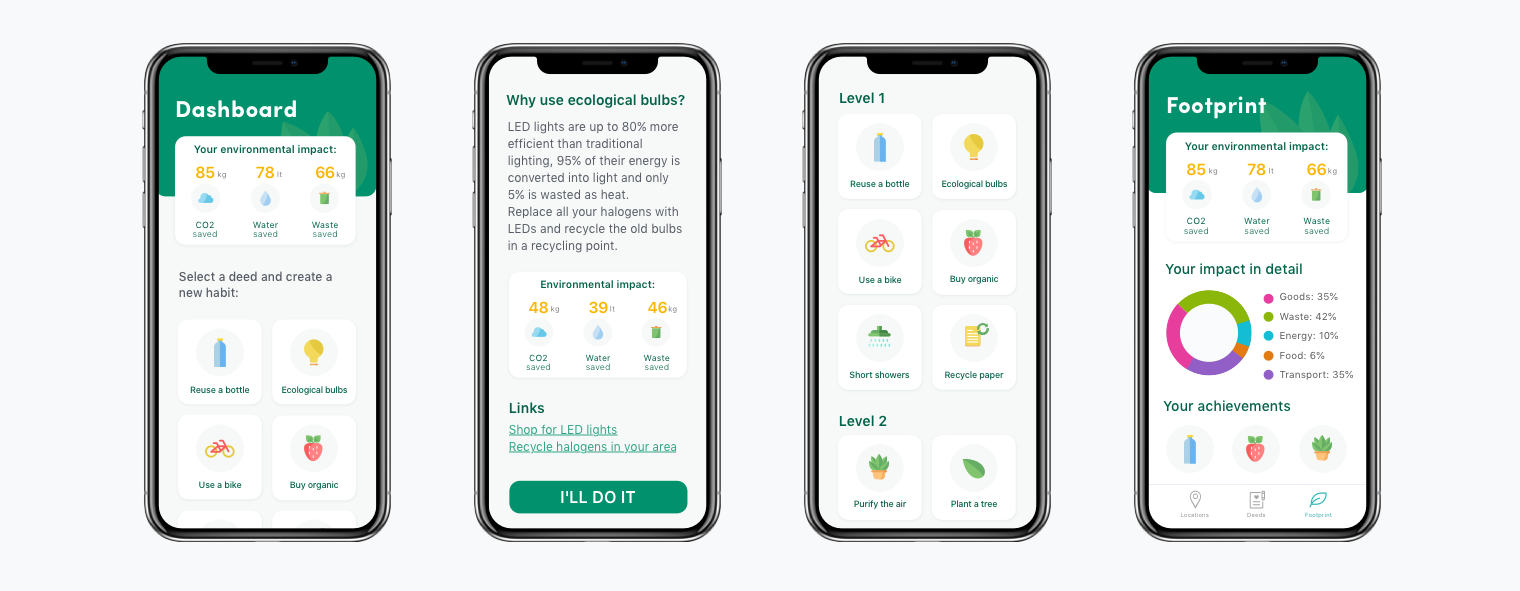 Dashboard
Your environmental impact:
85 kg 78 lt 66 kg
CO2 Water Waste
saved saved saved
Select a deed and create a
new habit:
Reuse a bottle Ecological bulbs
Use a bike Buy organic
Why use ecological bulbs?
LED lights are up to 80% more
efficient than traditional
lighting, 95% of their energy is
converted into light and only
5% is wasted as heat.
Replace all your halogens with
LEDs and recycle the old bulbs
in a recycling point.
Environmental impact:
48 kg 39 lt 46 kg
CO2 Water Waste
saved saved saved
Links
Shop for LED lights
Recycle halogens in your area
I'LL DO IT
Level 1
Reuse a bottle Ecological bulbs
Use a bike Buy organic
Short showers Recycle paper
Level 2
Purify the air Plant a tree
Footprint
Your environmental impact:
85 kg 78 lt 66 kg
CO2 Water Waste
saved saved saved
Your impact in detail
Goods: 35%
Waste: 42%
Energy: 10%
Food: 6%
Transport: 35%
Your achievements
Locations Deeds Footprint